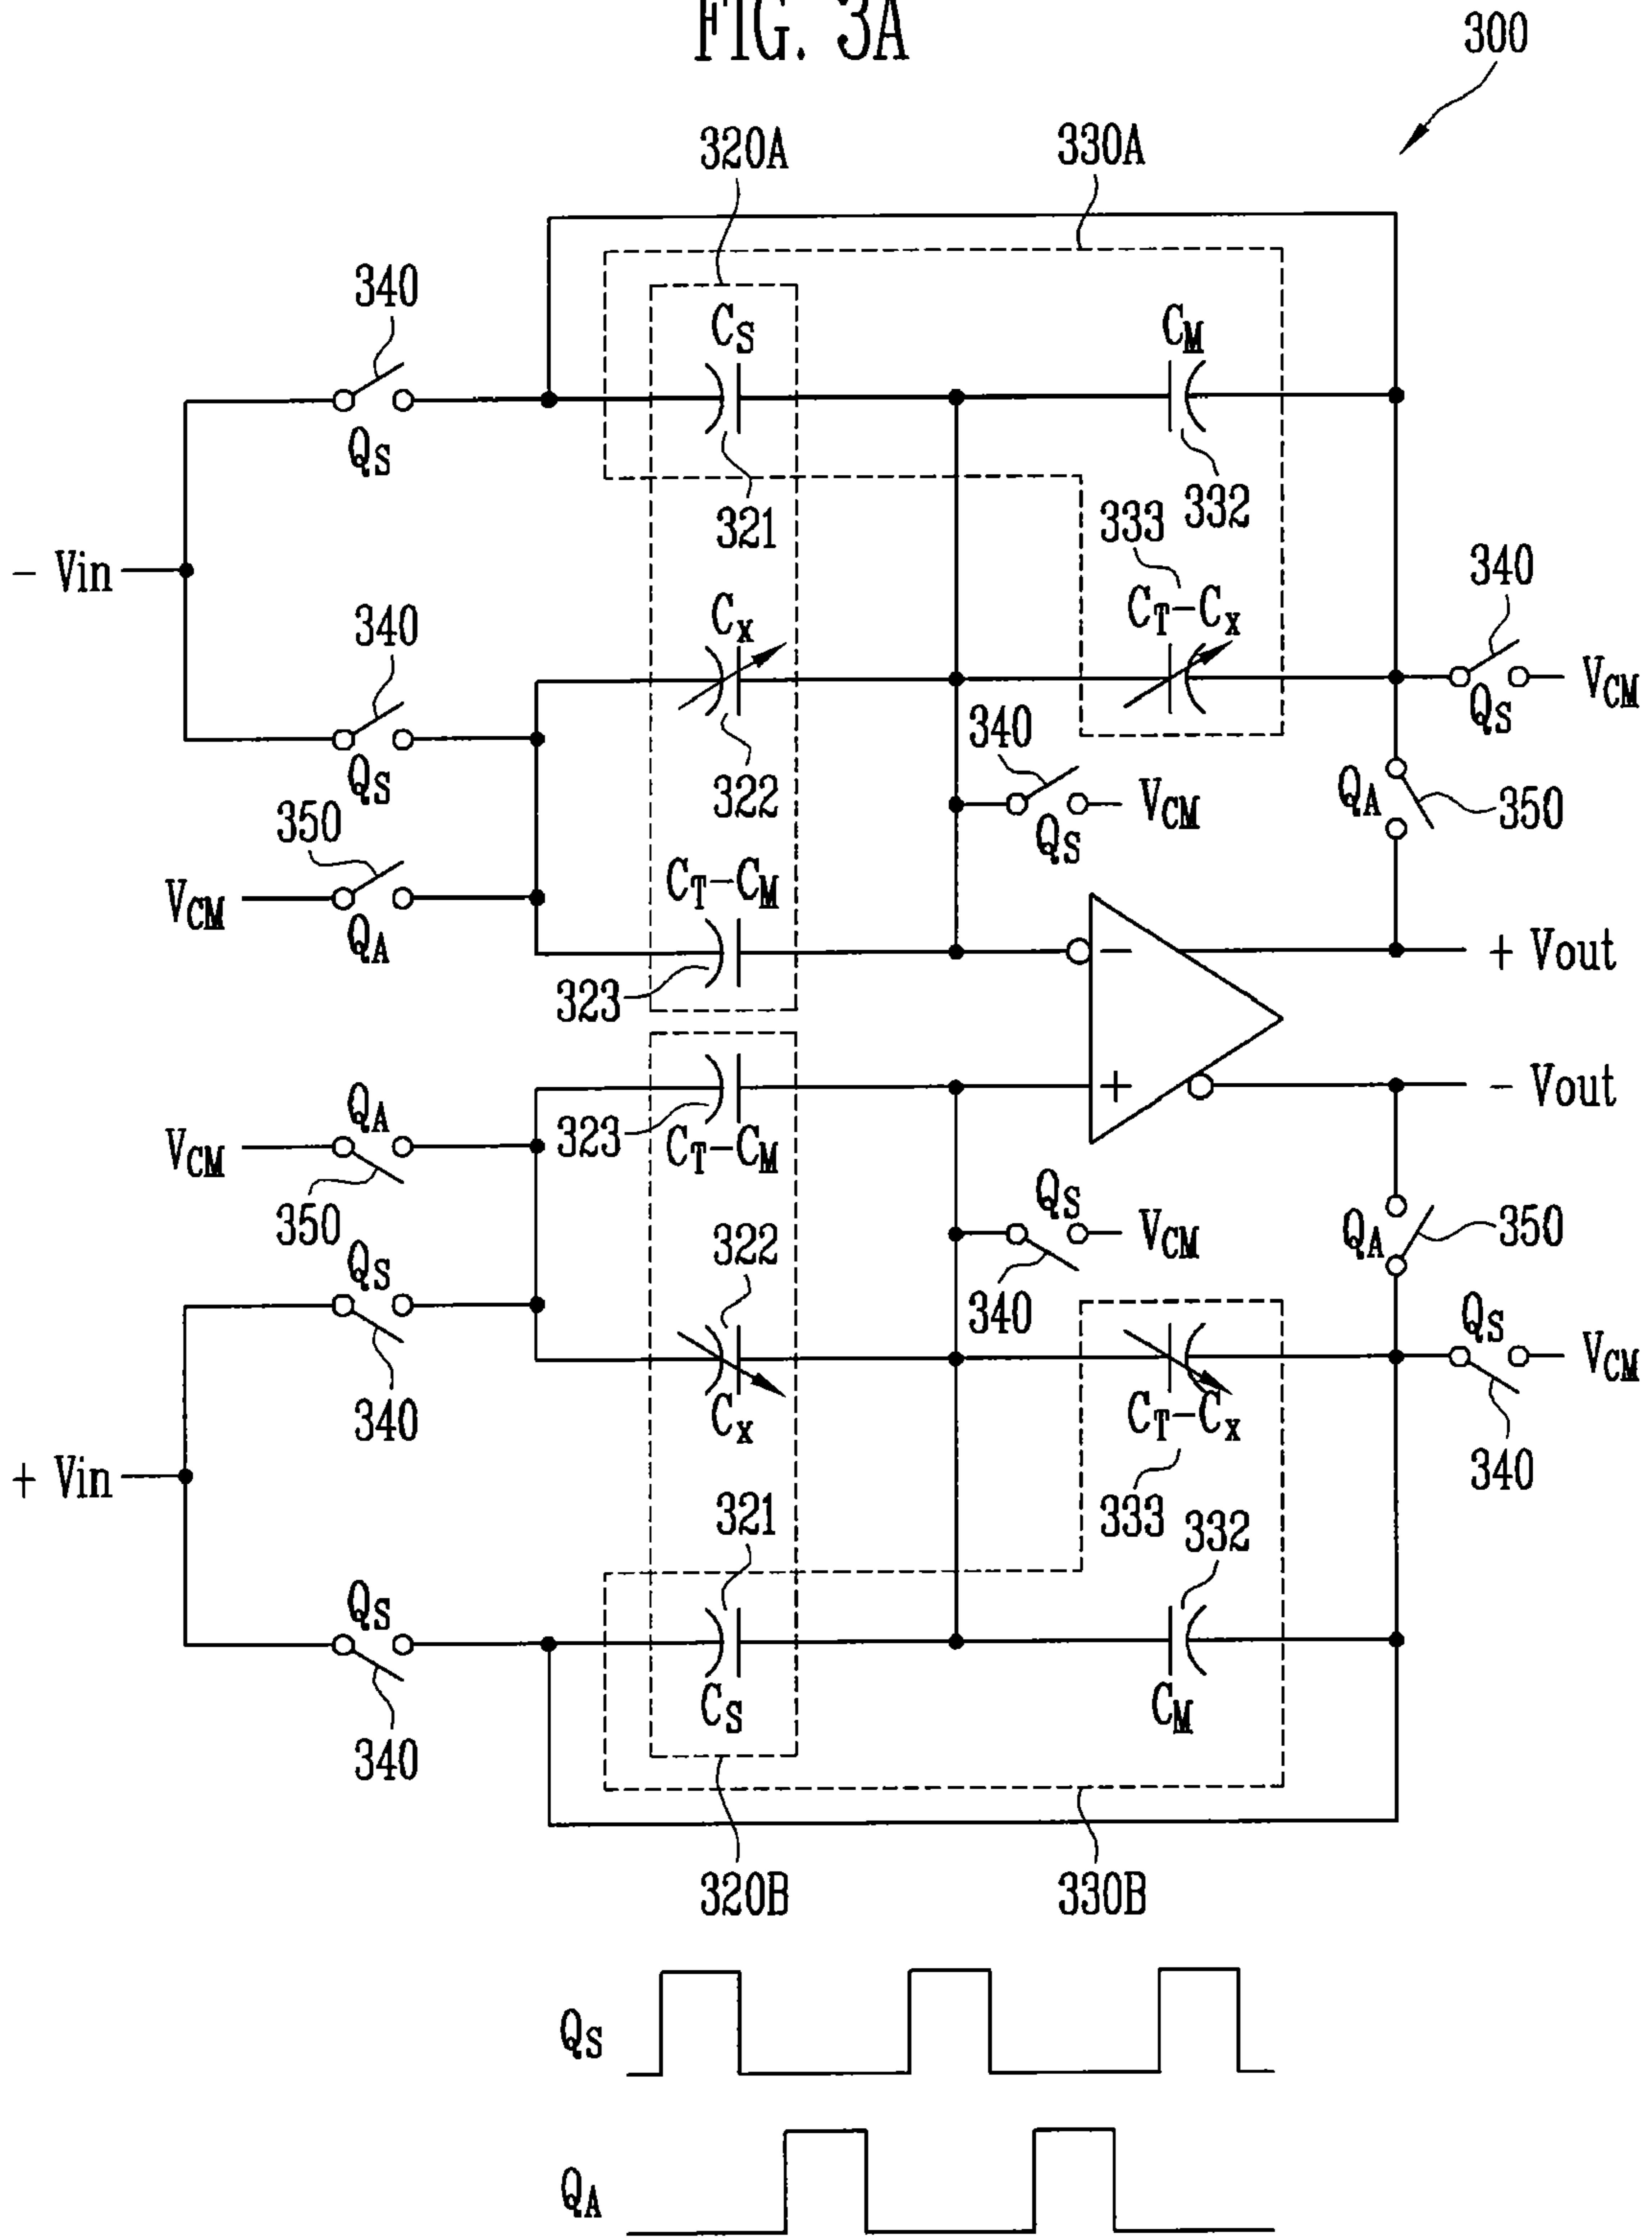 FIG. 3A
300
320A
330A
340
CS
CM
QS
321
332
333
- Vin
340
340
CX
CT-CX
QS
VCM
340
QS
322
VCM
QA
350
350
QS
CT-CM
VCM
QA
323
-
+ Vout
+
- Vout
QA
323
CT-CM
VCM
350
QS
322
QS
VCM
QA
350
340
QS
VCM
340
CX
CT-CX
+ Vin
340
321
333
332
QS
CS
CM
340
320B
330B
QS
QA